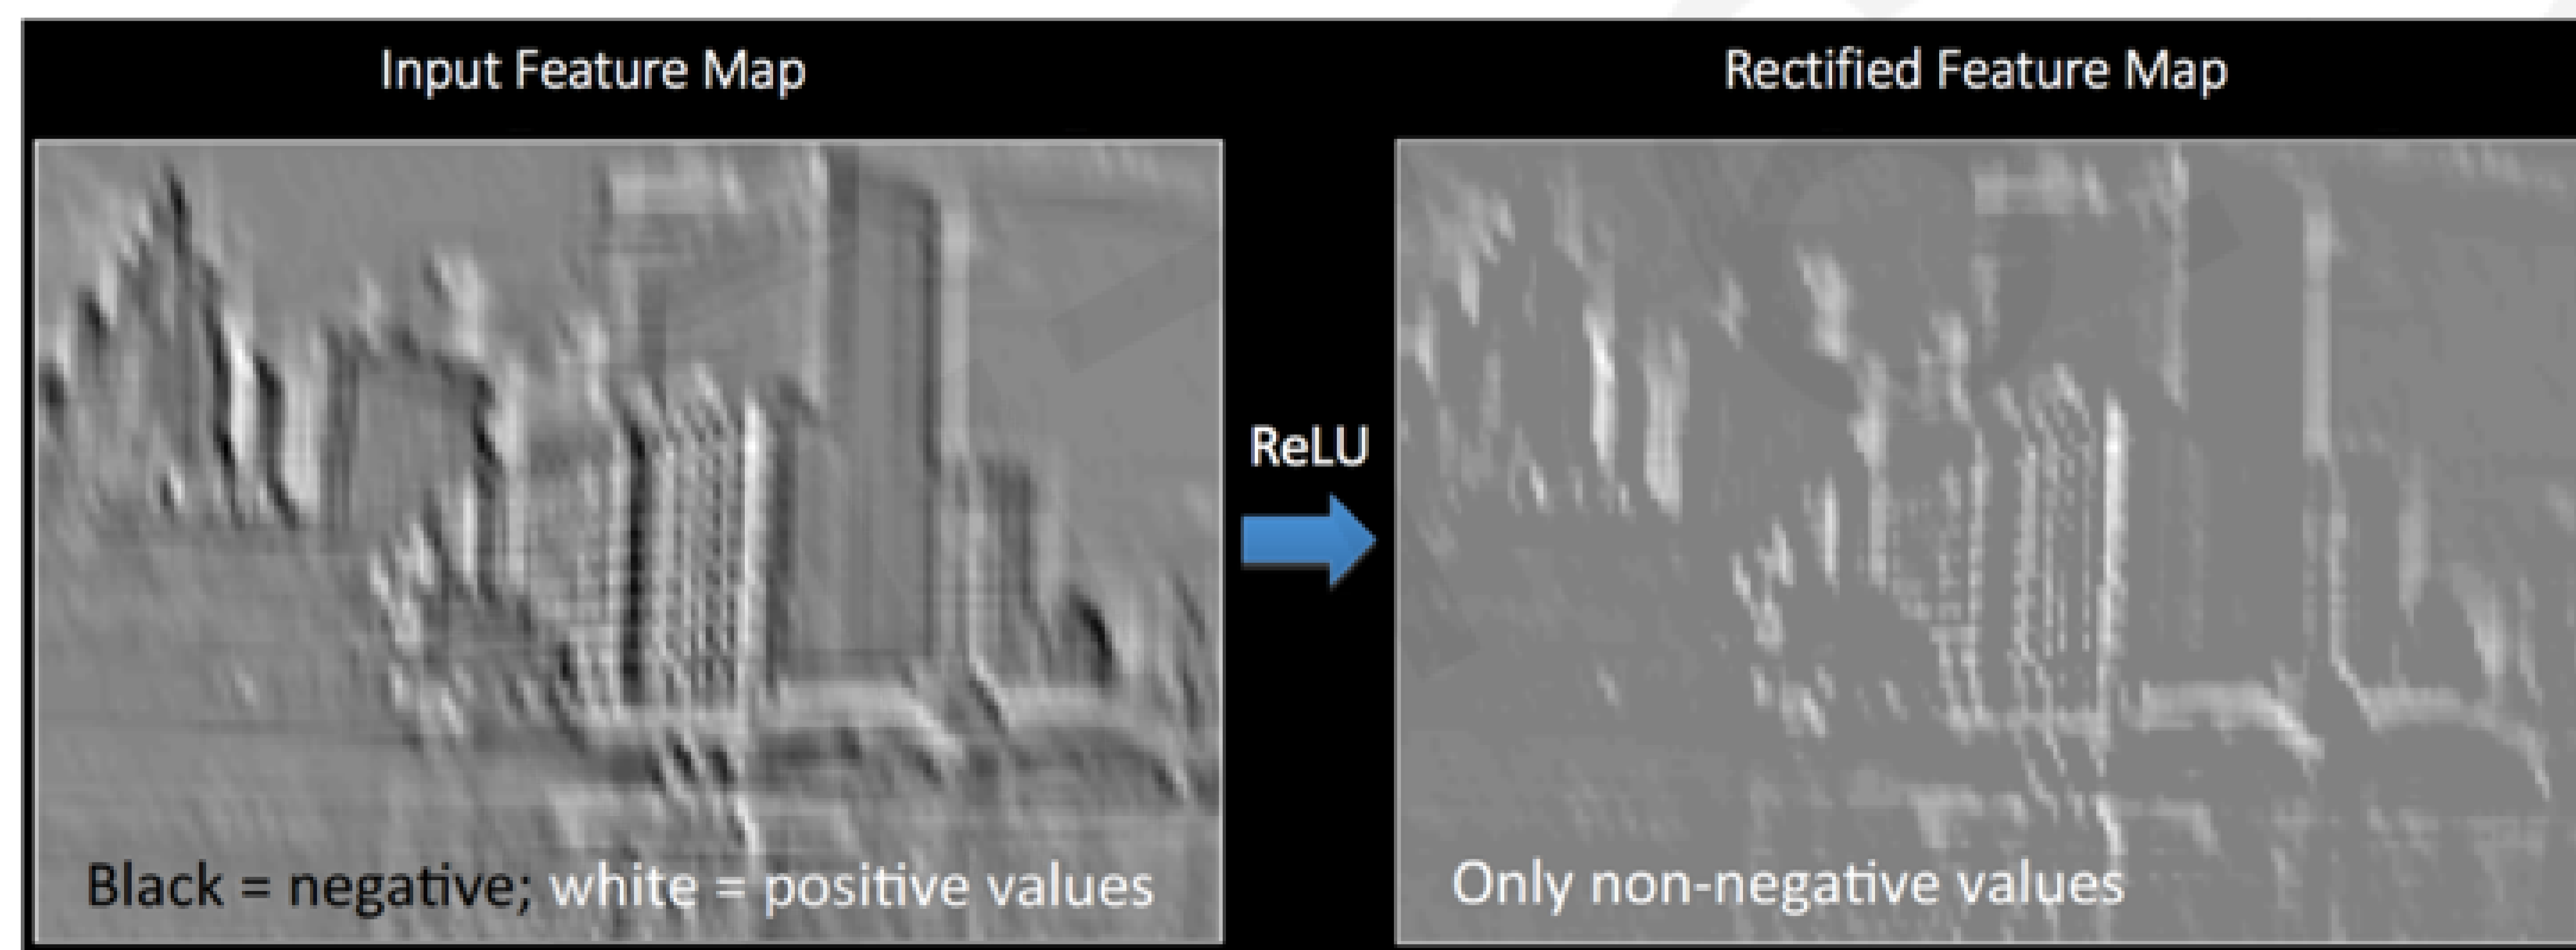 Input Feature Map
Rectified Feature Map
ReLU
Black = negative; white = positive values
Only non-negative values